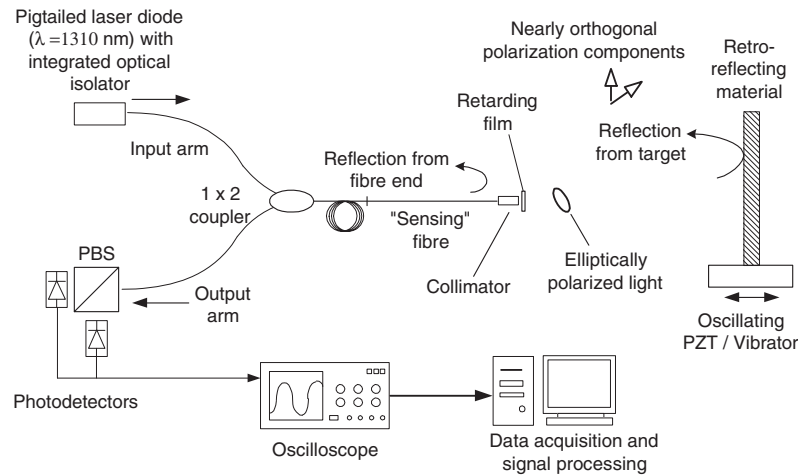 Pigtailed laser diode
(λ =1310 nm) with
integrated optical
isolator
Input arm
1 x 2
coupler
PBS
Output
arm
Photodetectors
Reflection from
fibre end
"Sensing"
fibre
Retarding
film
Collimator
Nearly orthogonal
polarization components
Elliptically
polarized light
Retro-
reflecting
material
Reflection
from target
Oscillating
PZT / Vibrator
Oscilloscope
Data acquisition and
signal processing